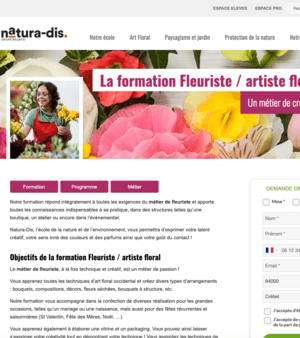 ESPACE ELEVES ESPACE PRO
natura-dis.
Notre école Art Floral Paysagisme et jardin Protection de la nature Notre
La formation Fleuriste / artiste flo
Un métier de cré
Formation Programme Métier
Notre formation répond intégralement à toutes les exigences du métier de fleuriste et apporte
toutes les connaissances indispensables à sa pratique, dans des structures telles qu'une
boutique, un atelier ou encore dans l'événementiel.
Natura-Dis, l'école de la nature et de l'environnement, vous permettra d'exprimer votre talent
créatif, votre sens inné des couleurs et des parfums ainsi que votre goût du contact !
Objectifs de la formation Fleuriste / artiste floral
Le métier de fleuriste, à la fois technique et créatif, est un métier de passion !
Vous apprenez toutes les techniques d'art floral occidental et créez divers types d'arrangements
: bouquets, compositions, décors, fleurs séchées, bouquets à structure, etc.
Notre formation vous accompagne dans la confection de diverses réalisation pour les grandes
occasions, telles qu'un mariage ou une naissance, mais aussi pour des fêtes récurrentes et
saisonnières (St Valentin, Fête des Mères, Noël, ...).
Vous apprenez également à élaborer une vitrine et un packaging. Vous pouvez ainsi laisser
s'exprimer votre créativité tout en démontrant votre technique ! Vous assimilez les techniques de
DEMANDE DE
Mme *
Nom *
Prénom *
06 12 34
Email *
94000
Créteil
J'accepte d'ê
J'accepte de r
de la part de